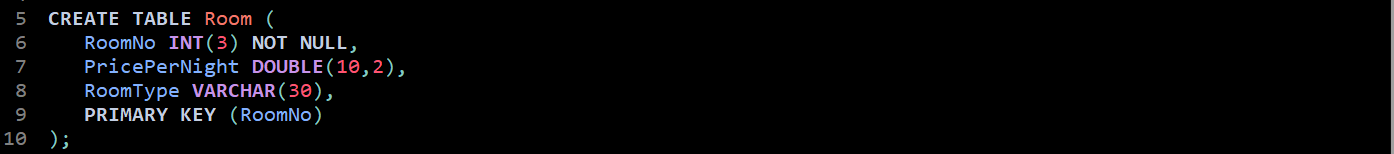 5 CREATE TABLE Room (
6 RoomNo INT(3) NOT NULL,
7 PricePerNight DOUBLE(10,2),
8 RoomType VARCHAR(30),
9 PRIMARY KEY (RoomNo)
10 );